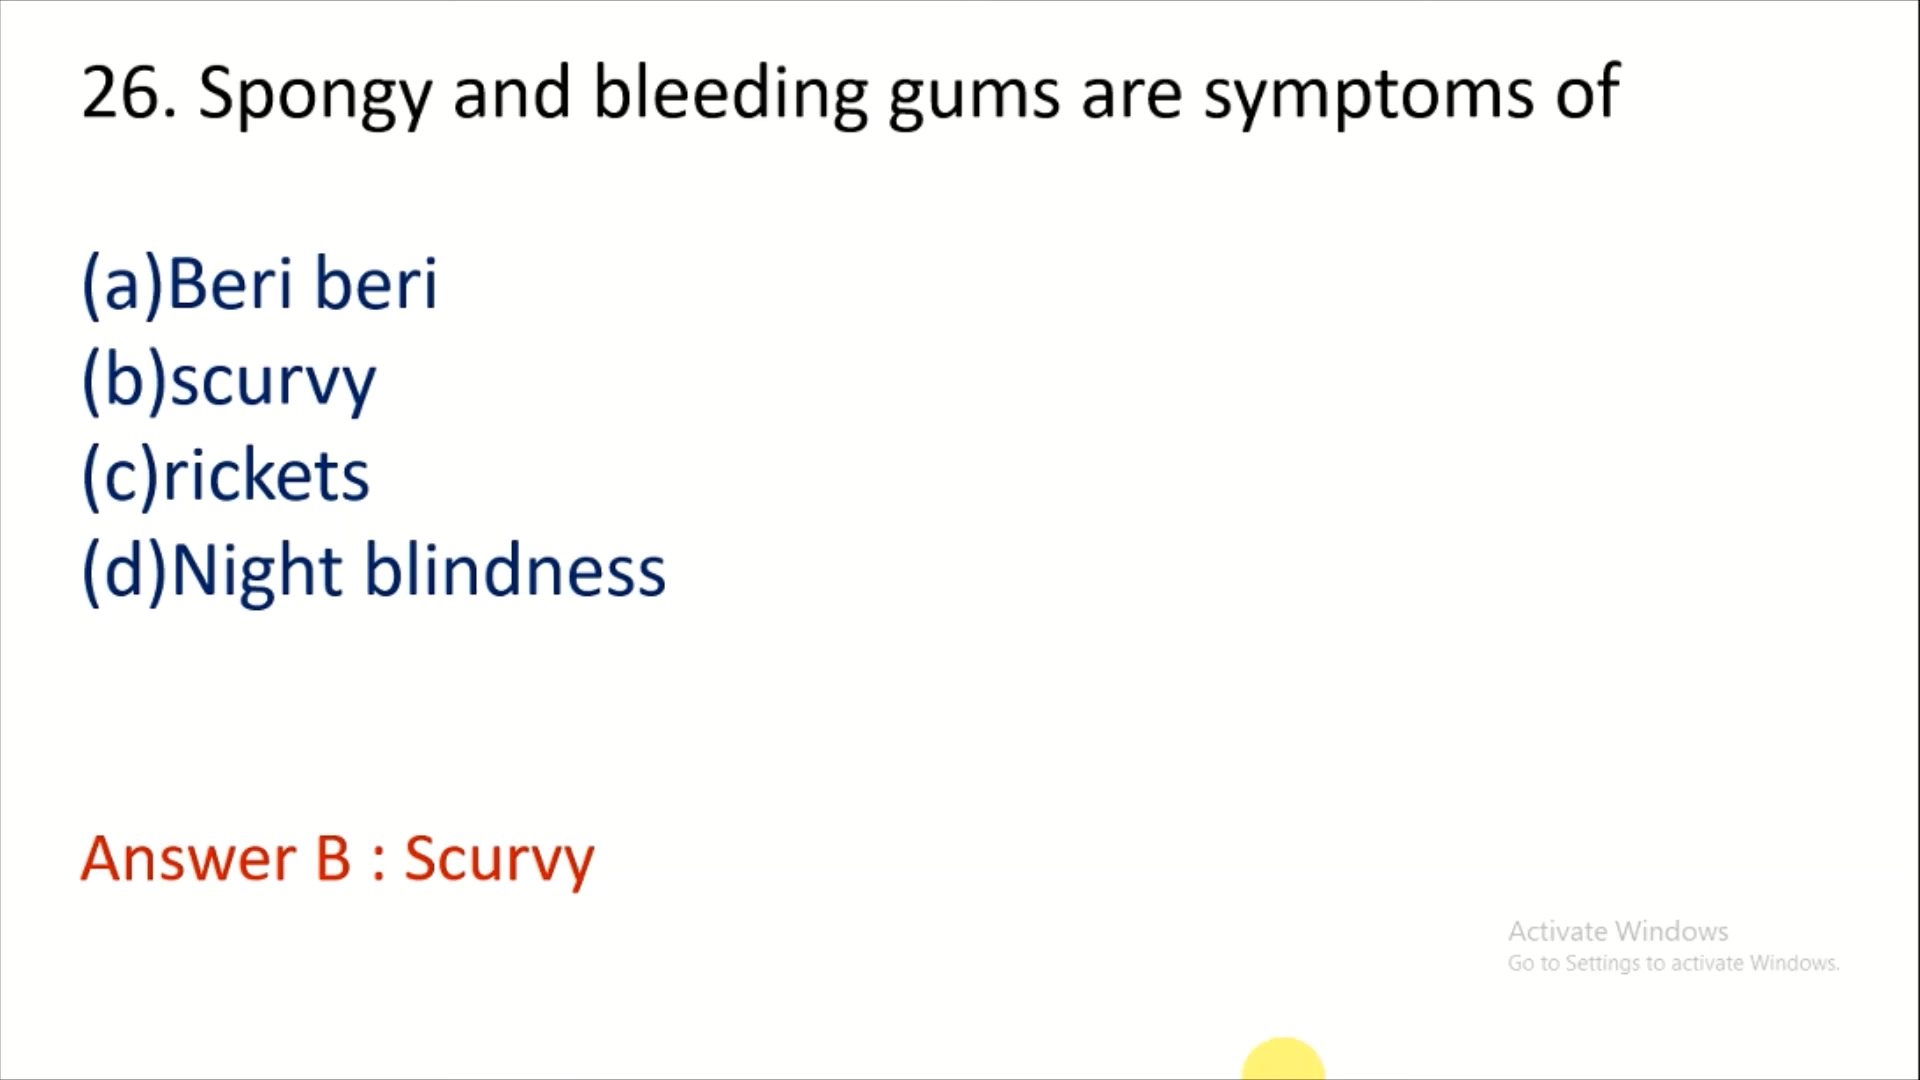 26. Spongy and bleeding gums are symptoms of
(a)Beri beri
(b)scurvy
(c)rickets
(d)Night blindness
Answer B : Scurvy
Activate Windows
Go to Settings to activate Windows.